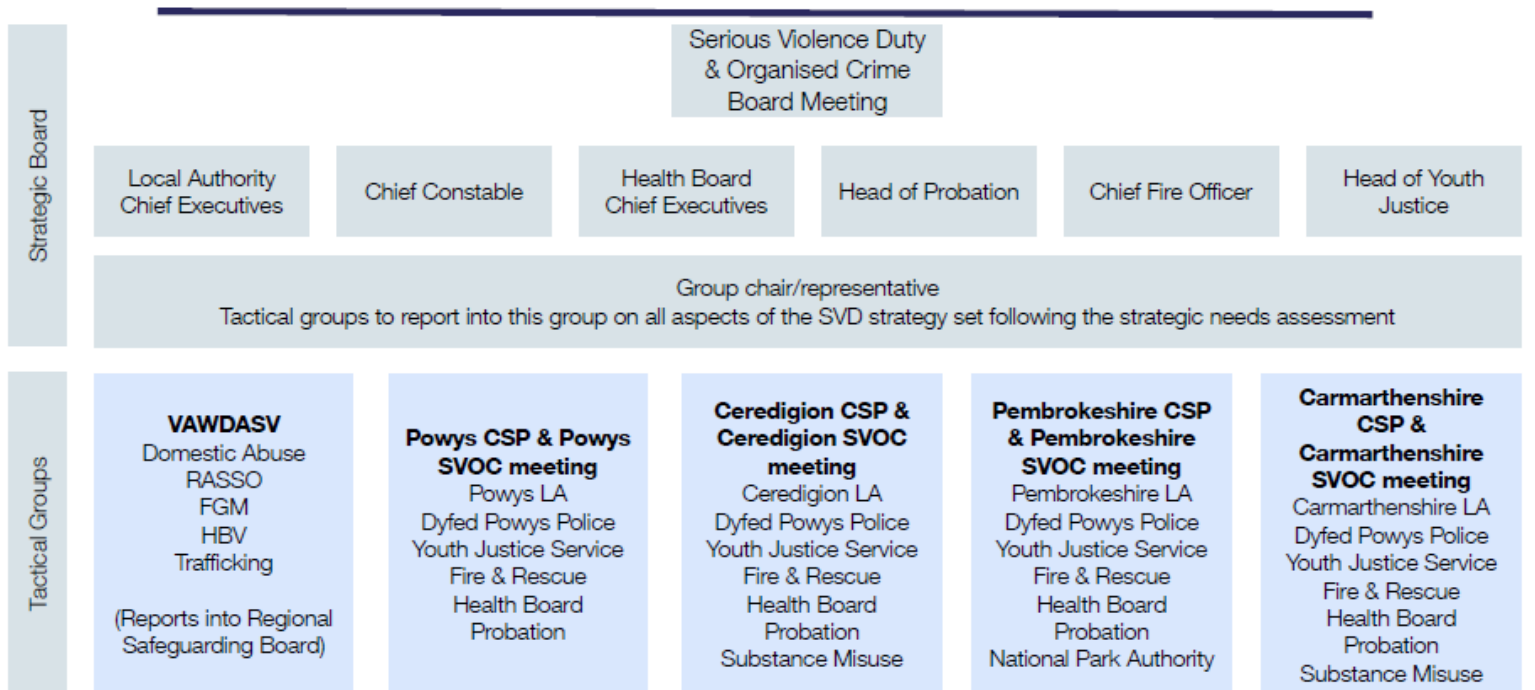 Strategic Board
Serious Violence Duty
& Organised Crime
Board Meeting
Local Authority
Chief Executives
Chief Constable
Health Board
Chief Executives
Head of Probation
Chief Fire Officer
Head of Youth
Justice
Group chair/representative
Tactical groups to report into this group on all aspects of the SVD strategy set following the strategic needs assessment
Tactical Groups
VAWDASV
Domestic Abuse
RASSO
FGM
HBV
Trafficking
(Reports into Regional
Safeguarding Board)
Powys CSP & Powys
SVOC meeting
Powys LA
Dyfed Powys Police
Youth Justice Service
Fire & Rescue
Health Board
Probation
Ceredigion CSP &
Ceredigion SVOC
meeting
Ceredigion LA
Dyfed Powys Police
Youth Justice Service
Fire & Rescue
Health Board
Probation
Substance Misuse
Pembrokeshire CSP
& Pembrokeshire
SVOC meeting
Pembrokeshire LA
Dyfed Powys Police
Youth Justice Service
Fire & Rescue
Health Board
Probation
National Park Authority
Carmarthenshire
CSP &
Carmarthenshire
SVOC meeting
Carmarthenshire LA
Dyfed Powys Police
Youth Justice Service
Fire & Rescue
Health Board
Probation
Substance Misuse